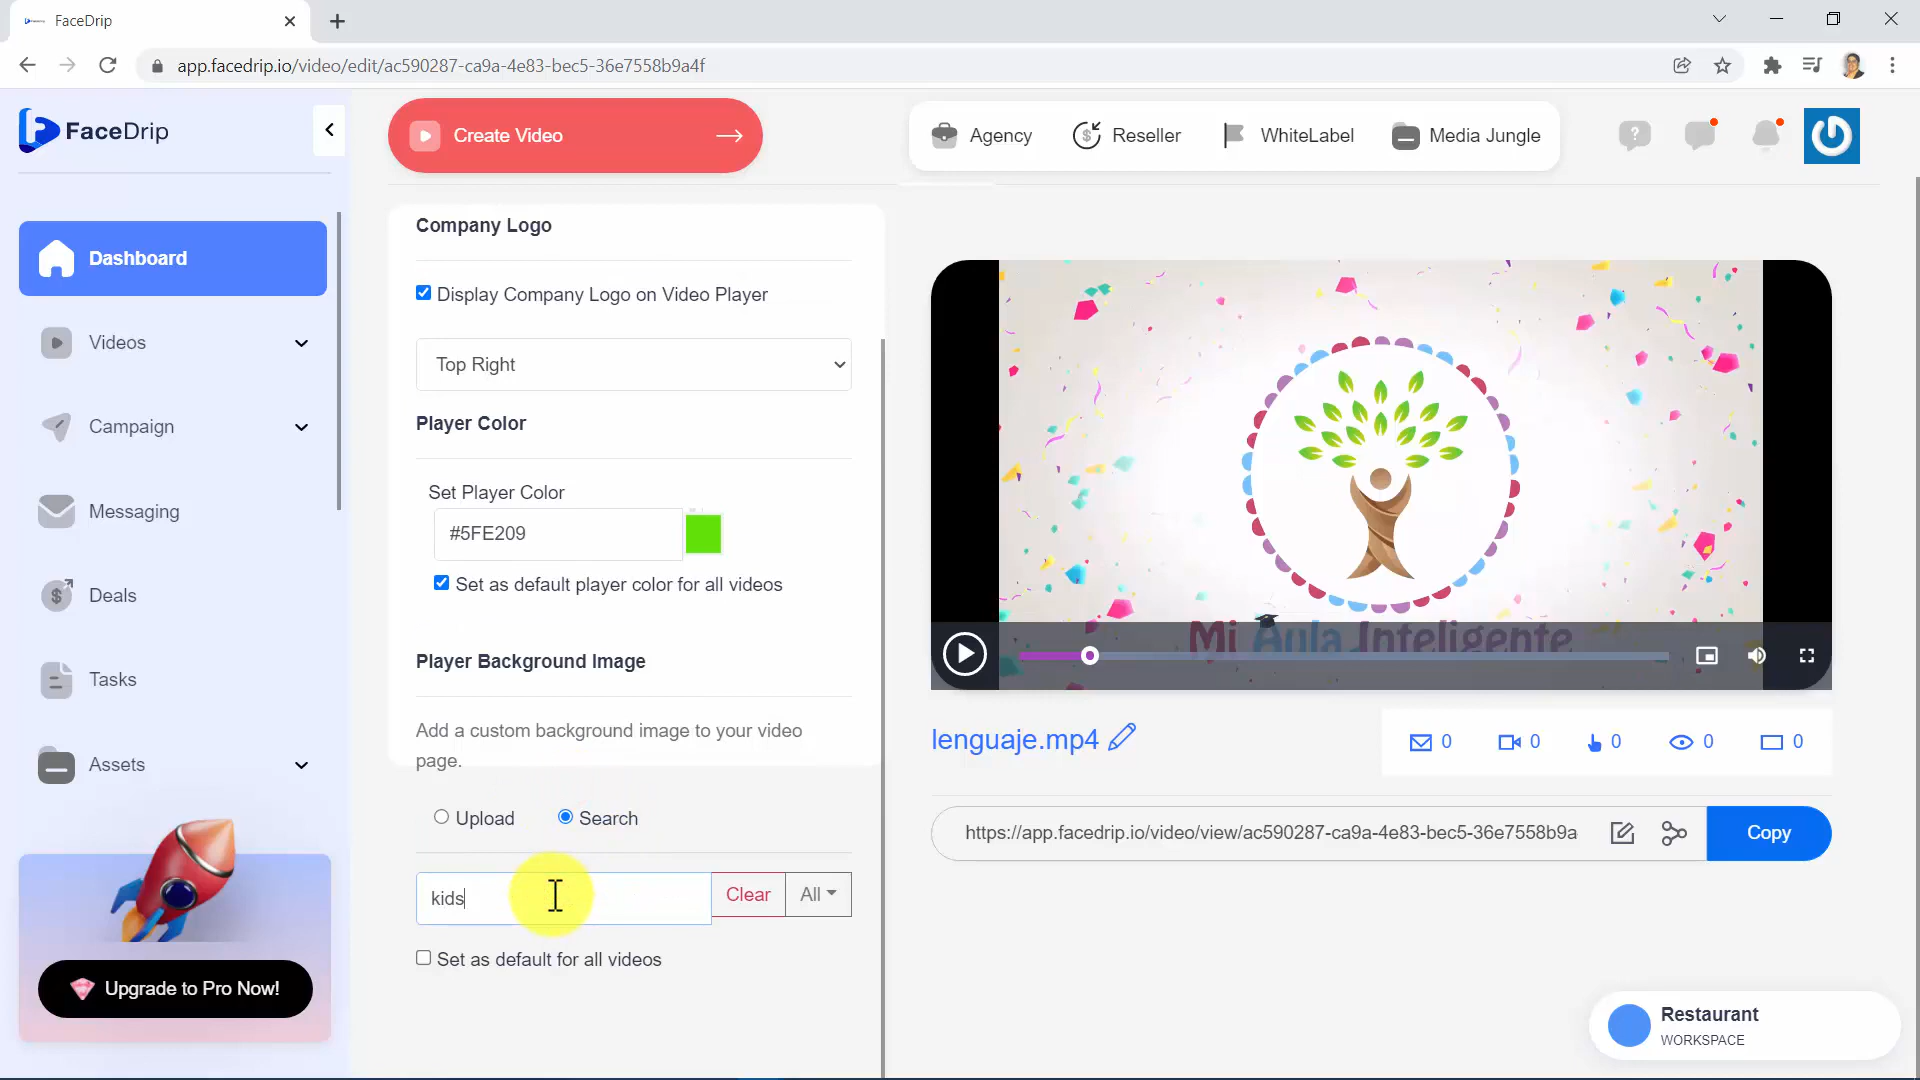 FaceDrip
app.facedrip.io/video/edit/ac590287-ca9a-4e83-bec5-36e7558b9a4f
FaceDrip
Create Video
Agency
Reseller
WhiteLabel
Media Jungle
Dashboard
Videos
Campaign
Messaging
Deals
Tasks
Assets
Upgrade to Pro Now!
Company Logo
Display Company Logo on Video Player
Top Right
Player Color
Set Player Color
#5FE209
Set as default player color for all videos
Player Background Image
Add a custom background image to your video
page.
Upload
Search
kids
Clear
All
Set as default for all videos
Mi Aula Inteligente
lenguaje.mp4
0
0
0
0
0
https://app.facedrip.io/video/view/ac590287-ca9a-4e83-bec5-36e7558b9a
Copy
Restaurant
WORKSPACE